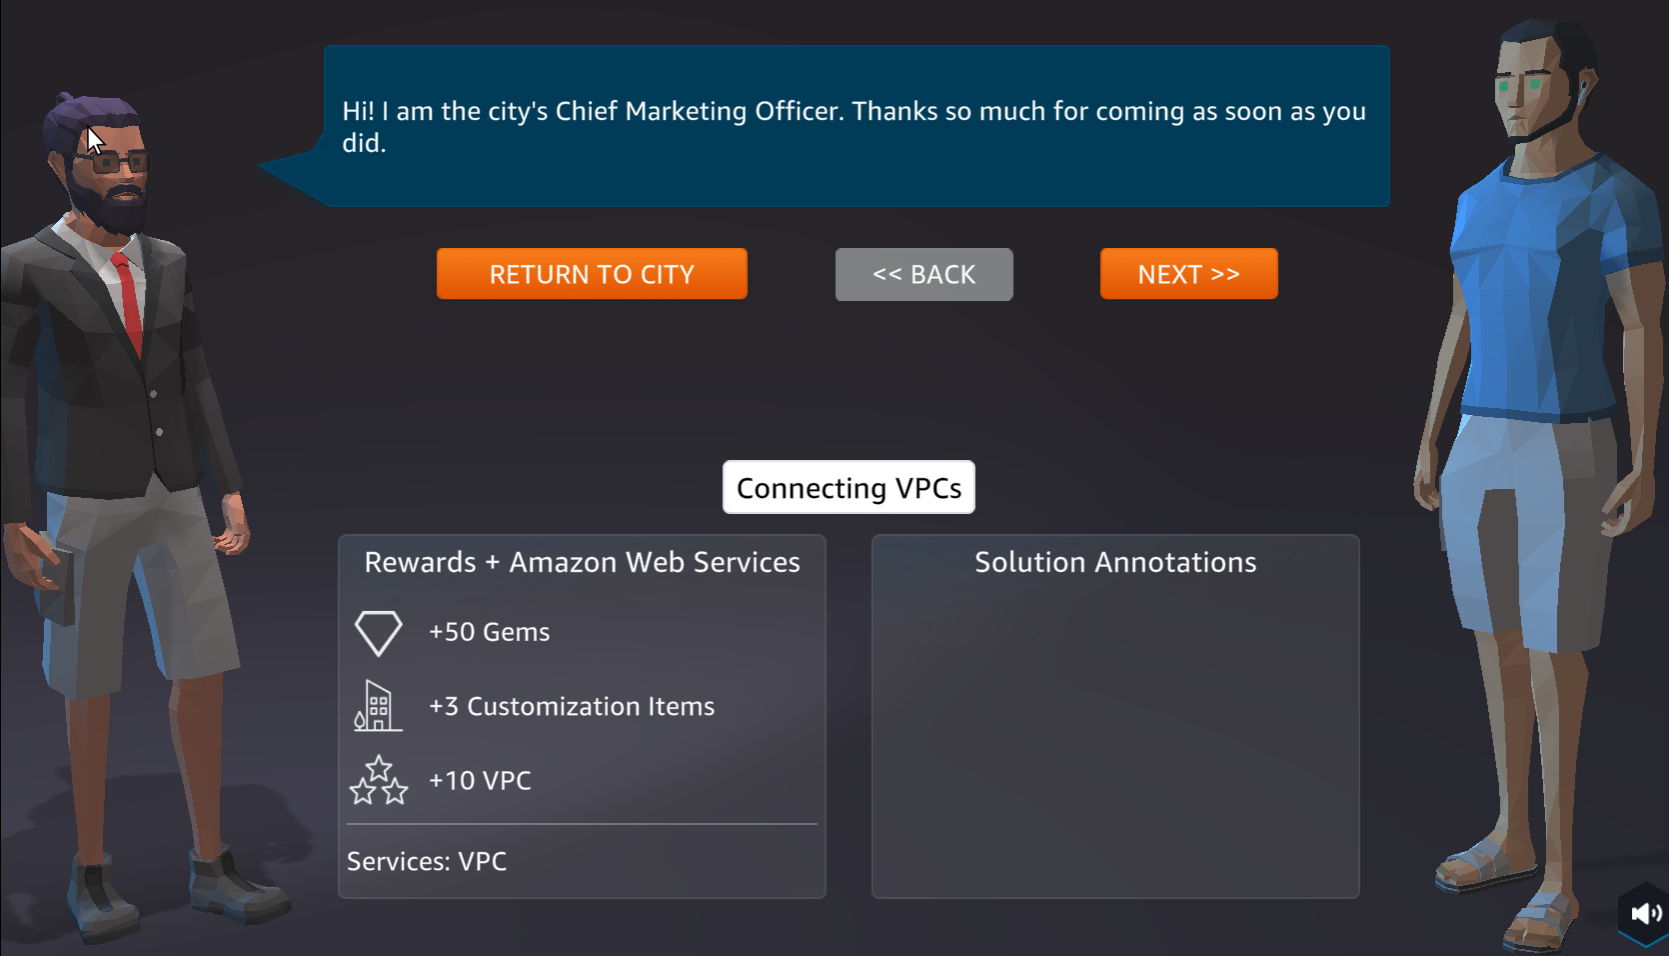 Hi! I am the city's Chief Marketing Officer. Thanks so much for coming as soon as you
did.
RETURN TO CITY
<< BACK
NEXT >>
Connecting VPCs
Rewards + Amazon Web Services
+50 Gems
+3 Customization Items
+10 VPC
Services: VPC
Solution Annotations